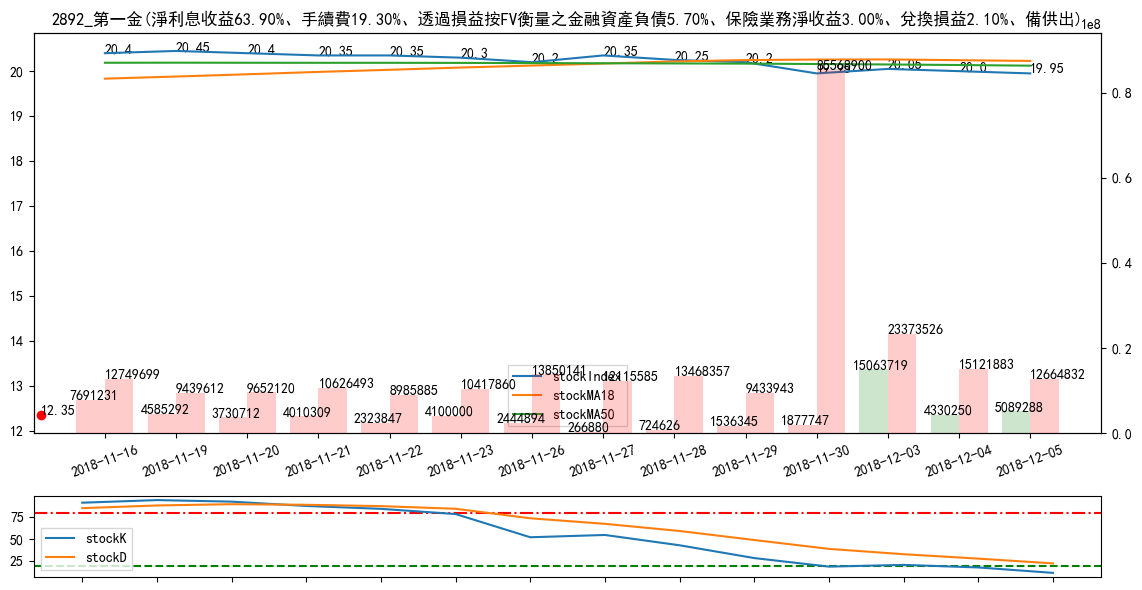 2892_第一金(淨利息收益63.90%、手續費19.30%、透過損益按FV衡量之金融資產負債5.70%、保險業務淨收益3.00%、兌換損益2.10%、備供出)
1e8
20.4 20.45 20.4 20.35 20.35 20.3 20.2 20.35 20.25 20.2 19.95 20.05 20.0 19.95
20
19
18
17
16
15
14
13
12
0.8
0.6
0.4
0.2
0.0
85568900
23373526
12749699 9439612 9652120 10626493 8985885 10417860 13850141 12115585 13468357 9433943 15121883 12664832
7691231 4585292 3730712 4010309 2323847 4100000 2444894 266880 724626 1536345 1877747 15063719 4330250 5089288
12.35
stockIndex
stockMA18
stockMA50
2018-11-16 2018-11-19 2018-11-20 2018-11-21 2018-11-22 2018-11-23 2018-11-26 2018-11-27 2018-11-28 2018-11-29 2018-11-30 2018-12-03 2018-12-04 2018-12-05
75
50
25
stockK
stockD